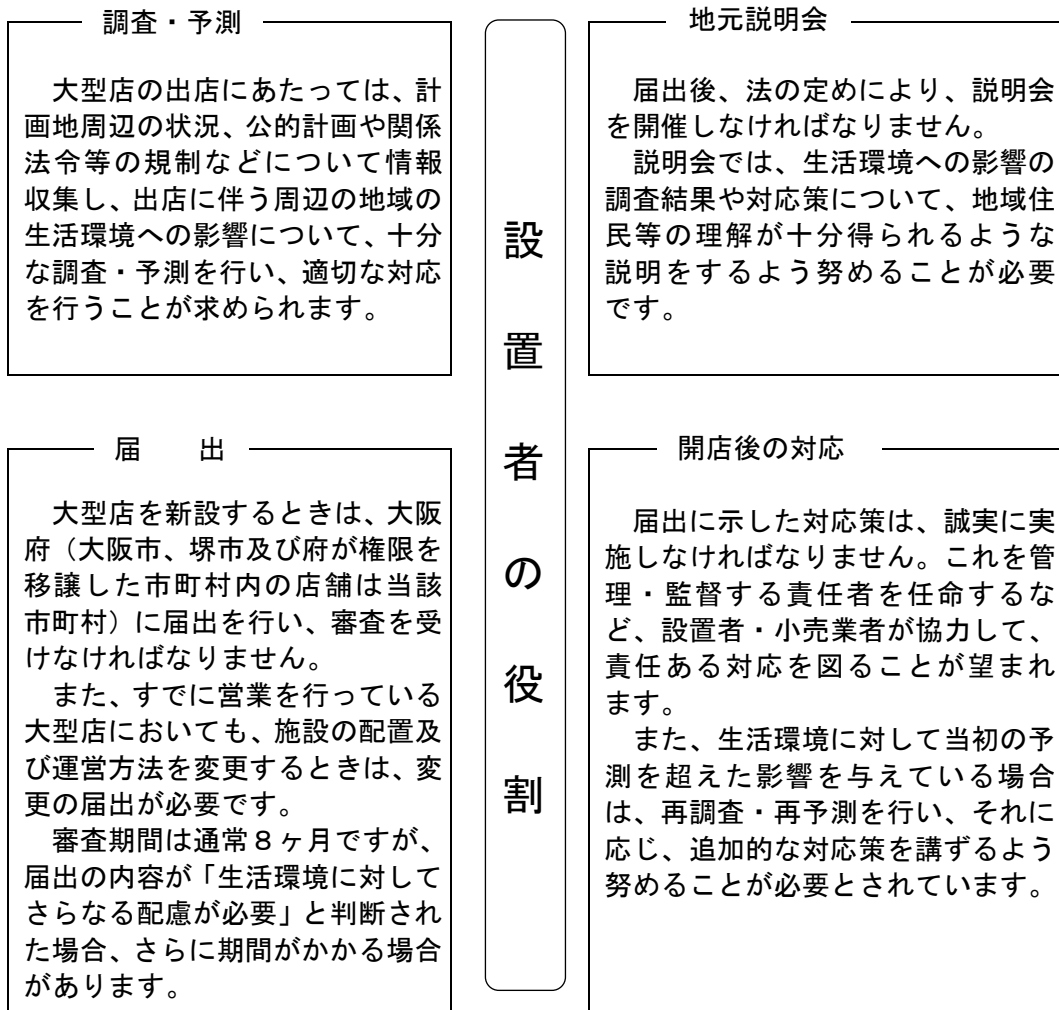 調査・予測
大型店の出店にあたっては、計
画地周辺の状況、公的計画や関係
法令等の規制などについて情報
収集し、出店に伴う周辺の地域の
生活環境への影響について、十分
な調査・予測を行い、適切な対応
を行うことが求められます。
届　出
大型店を新設するときは、大阪
府（大阪市、堺市及び府が権限を
移譲した市町村内の店舗は当該
市町村）に届出を行い、審査を受
けなければなりません。
また、すでに営業を行っている
大型店においても、施設の配置及
び運営方法を変更するときは、変
更の届出が必要です。
審査期間は通常８ヶ月ですが、
届出の内容が「生活環境に対して
さらなる配慮が必要」と判断され
た場合、さらに期間がかかる場合
があります。
設置者の役割
地元説明会
届出後、法の定めにより、説明会
を開催しなければなりません。
説明会では、生活環境への影響の
調査結果や対応策について、地域住
民等の理解が十分得られるような
説明をするよう努めることが必要
です。
開店後の対応
届出に示した対応策は、誠実に実
施しなければなりません。これを管
理・監督する責任者を任命するな
ど、設置者・小売業者が協力して、
責任ある対応を図ることが望まれ
ます。
また、生活環境に対して当初の予
測を超えた影響を与えている場合
は、再調査・再予測を行い、それに
応じ、追加的な対応策を講ずるよう
努めることが必要とされています。